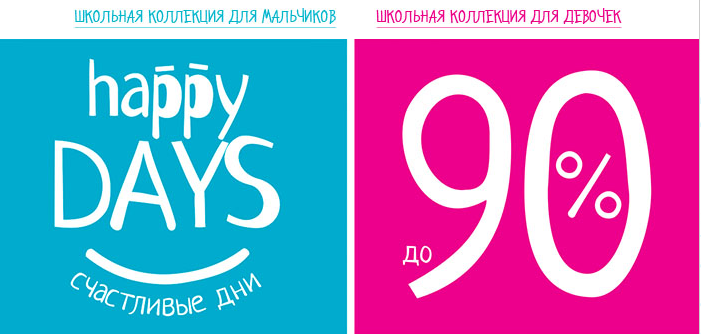 ШКОЛЬНАЯ КОЛЛЕКЦИЯ ДЛЯ МАЛЬЧИКОВ
ШКОЛЬНАЯ КОЛЛЕКЦИЯ ДЛЯ ДЕВОЧЕК
happy
DAYS
счастливые дни
до 90%